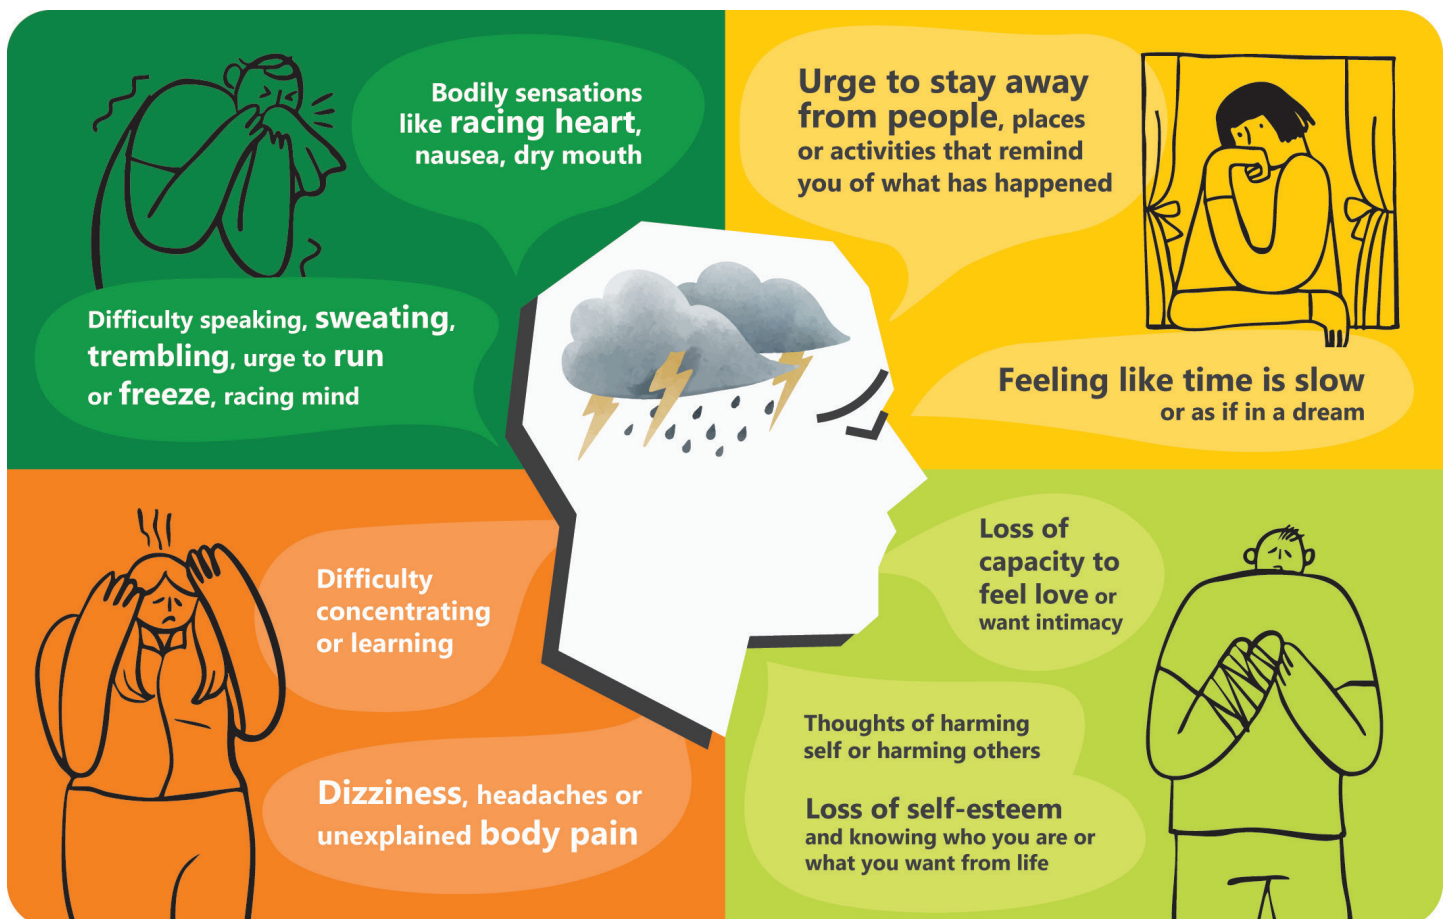 Bodily sensations
like racing heart,
nausea, dry mouth
Difficulty speaking, sweating,
trembling, urge to run
or freeze, racing mind
Urge to stay away
from people, places
or activities that remind
you of what has happened
Feeling like time is slow
or as if in a dream
Difficulty
concentrating
or learning
Dizziness, headaches or
unexplained body pain
Loss of
capacity to
feel love or
want intimacy
Thoughts of harming
self or harming others
Loss of self-esteem
and knowing who you are or
what you want from life